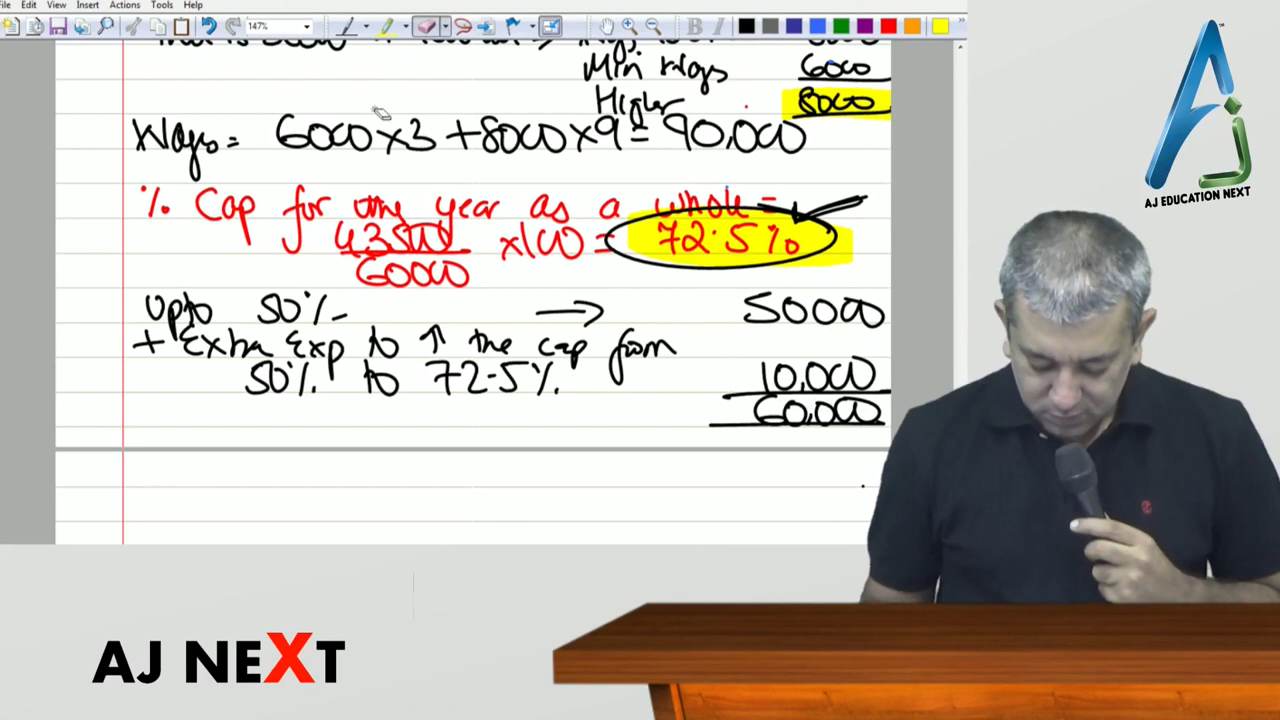 File Edit View Insert Actions Tools Help
147%
B I
Min Wages 6000
Higher 8000
Wages = 6000 x 3 + 8000 x 9 = 90,000
% Cap for one year as a whole =
43500 x 100 = 72.5%
60000
Upto 50% → 50000
+ Extra Exp to ↑ the cap from
50% to 72.5% 10,000
60,000
AJ EDUCATION NEXT
AJ NEXT